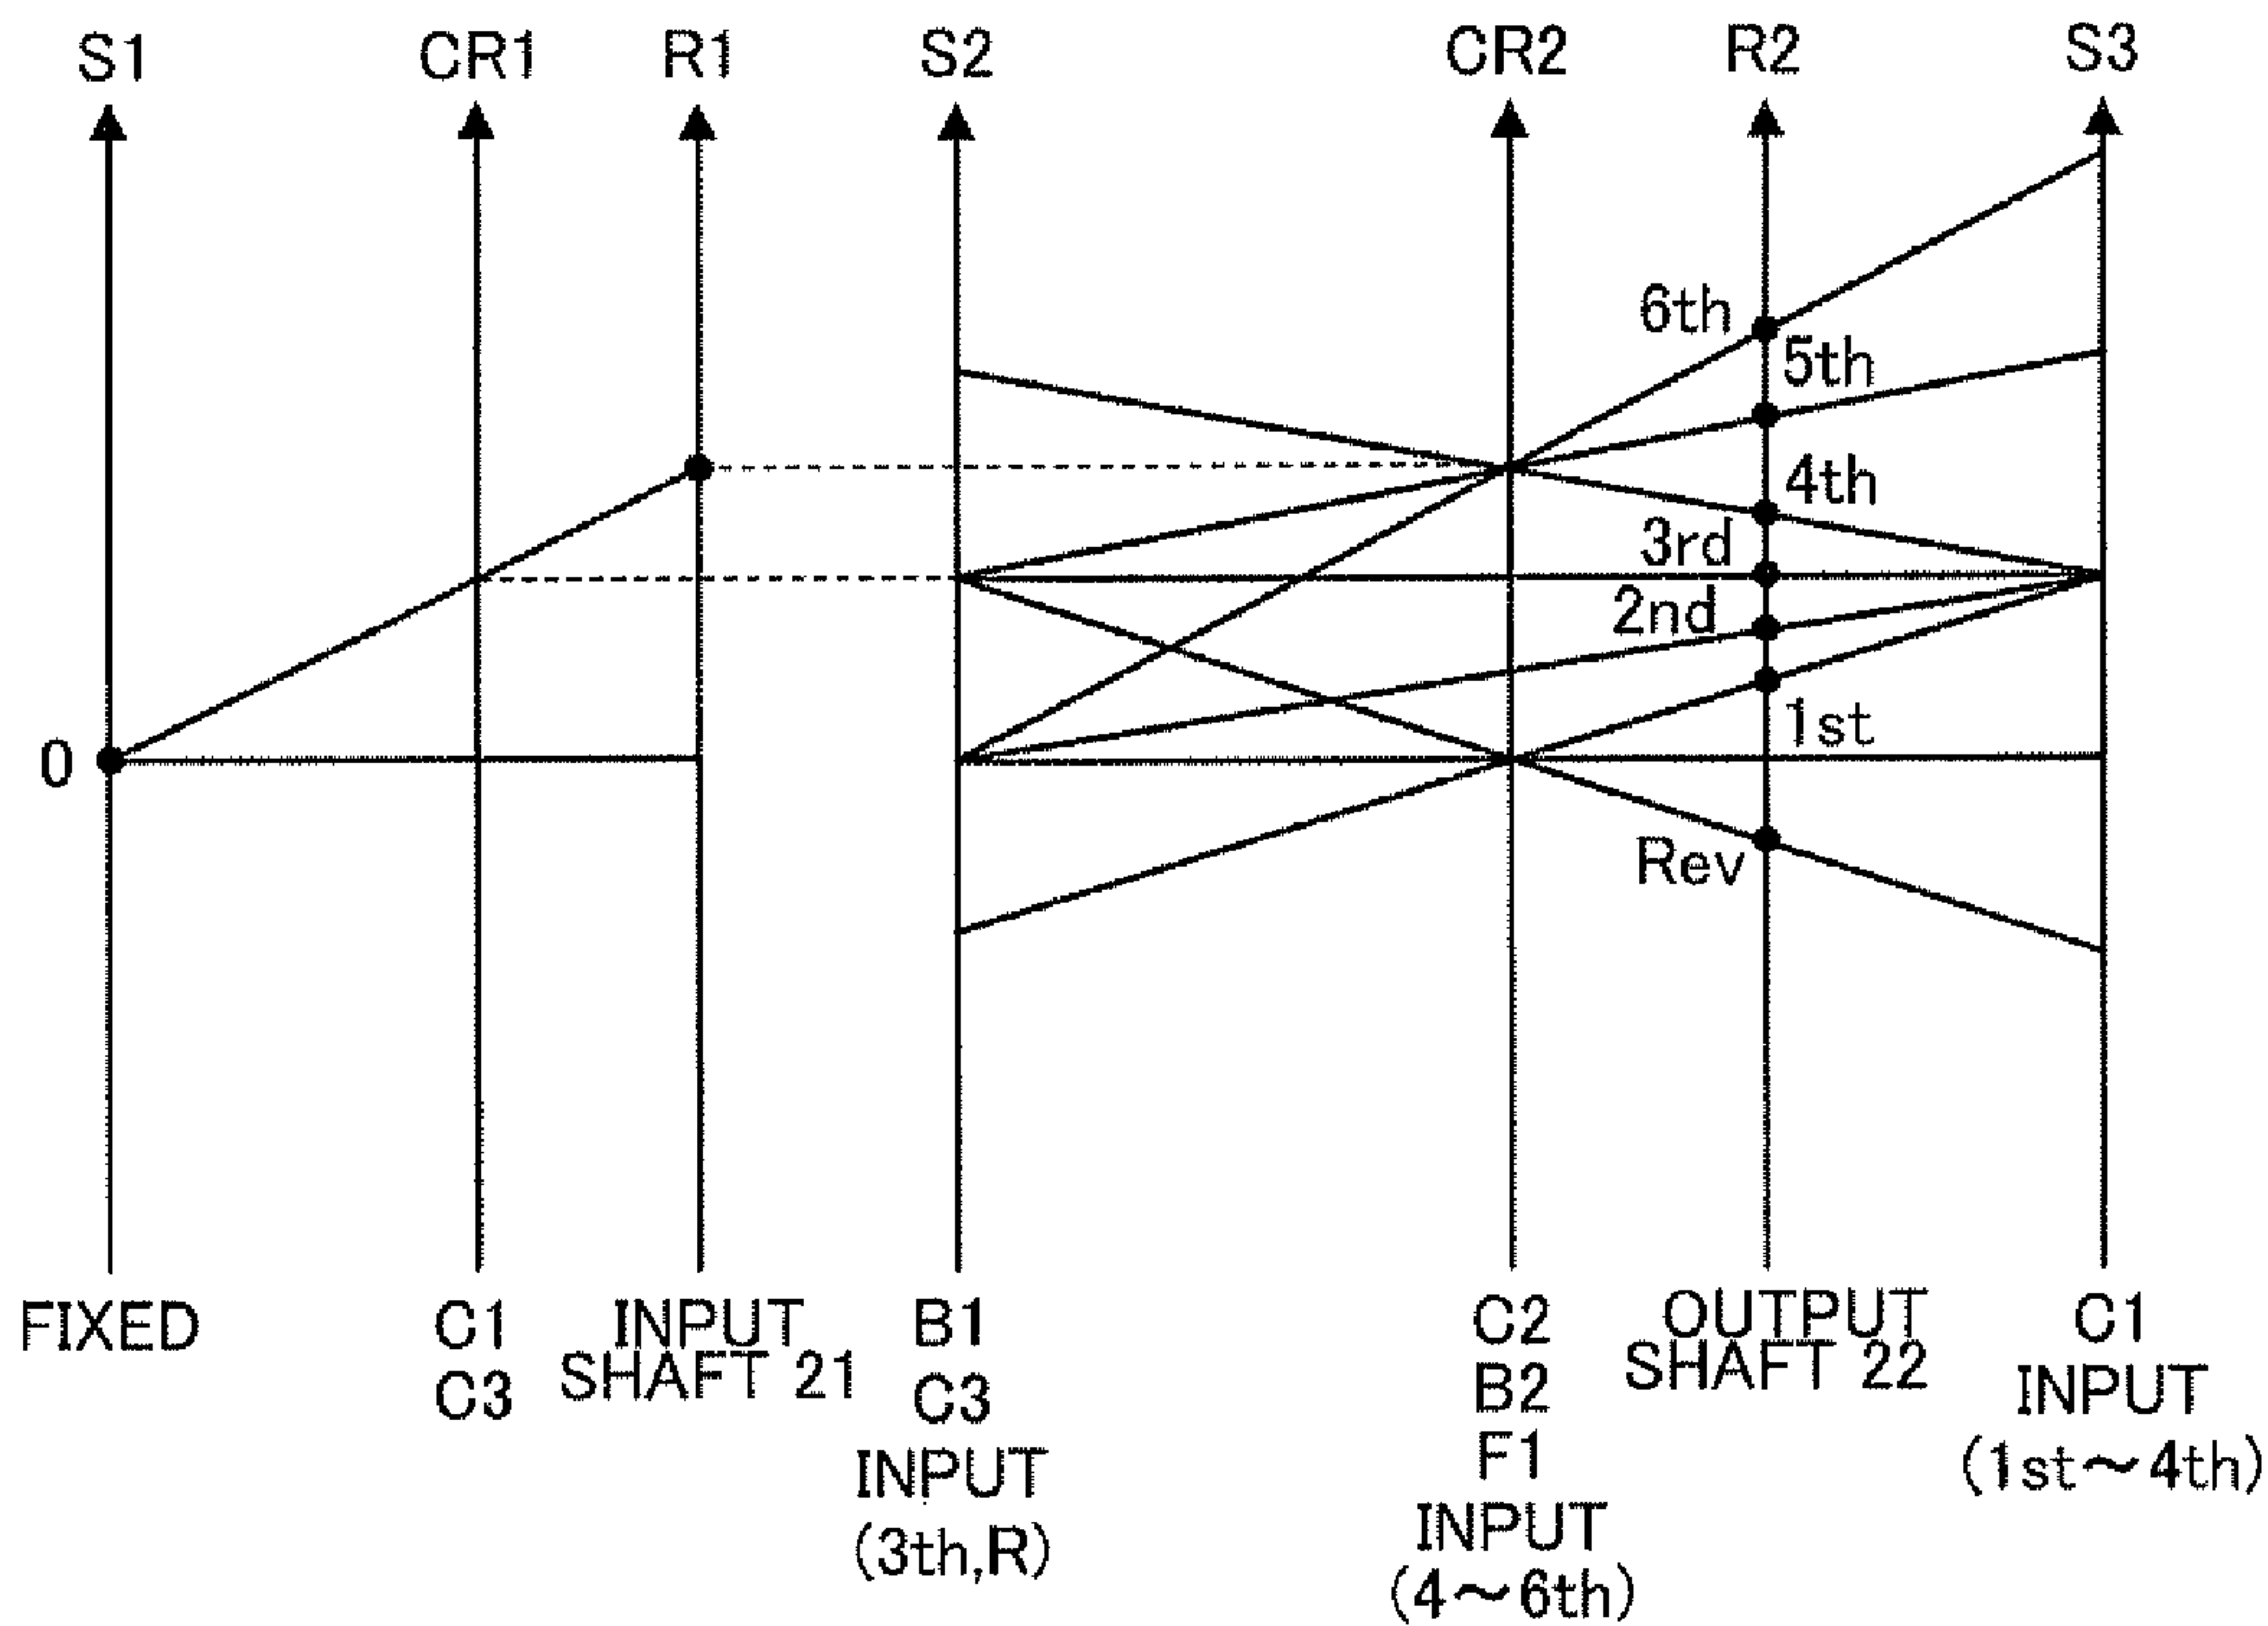 S1
CR1
R1
S2
CR2
R2
S3
6th
5th
4th
3rd
2nd
1st
0
Rev
FIXED
C1
C3
INPUT
SHAFT 21
B1
C3
INPUT
(3th,R)
C2
B2
F1
INPUT
(4~6th)
OUTPUT
SHAFT 22
C1
INPUT
(1st~4th)